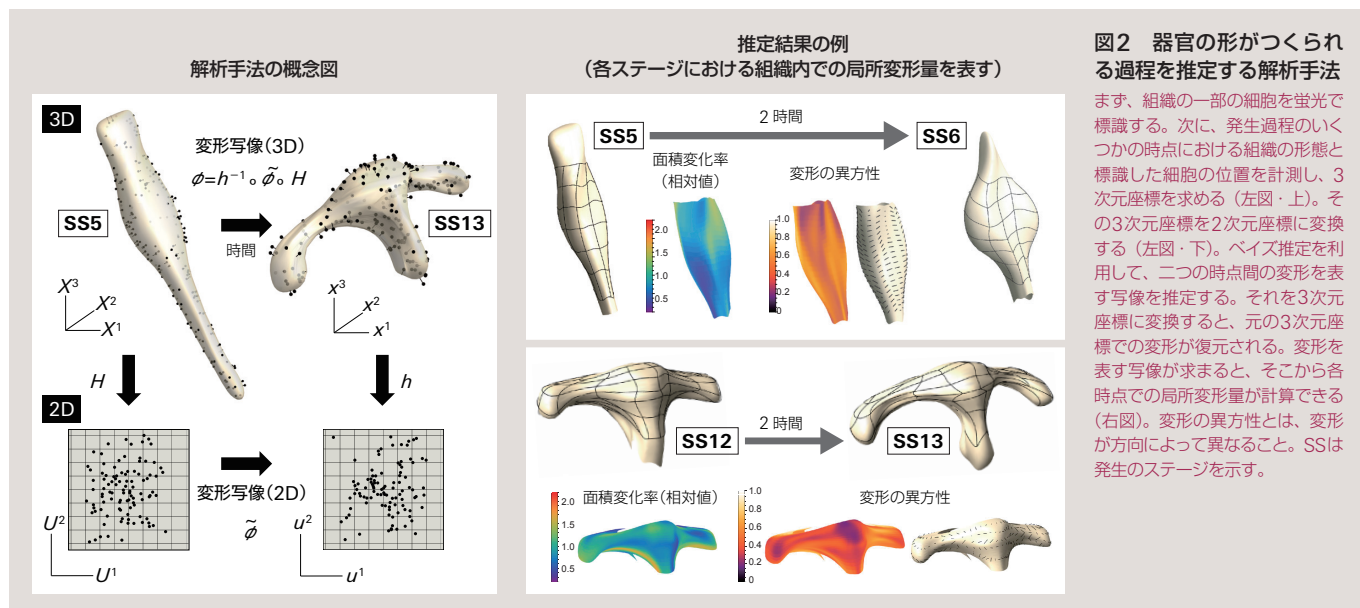 解析手法の概念図
3D
変形写像(3D)
φ=h⁻¹∘φ̃∘H
SS5
時間
SS13
X³
X²
X¹
x³
x²
x¹
H
h
2D
変形写像(2D)
φ̃
U²
U¹
u²
u¹
推定結果の例
(各ステージにおける組織内での局所変形量を表す)
SS5
2時間
SS6
面積変化率
(相対値)
変形の異方性
2.0
1.5
1.0
0.5
1.0
0.8
0.6
0.4
0.2
0
SS12
2時間
SS13
面積変化率(相対値)
変形の異方性
2.0
1.5
1.0
0.5
1.0
0.8
0.6
0.4
0.2
0
図2 器官の形がつくられ
る過程を推定する解析手法
まず、組織の一部の細胞を蛍光で
標識する。次に、発生過程のいく
つかの時点における組織の形態と
標識した細胞の位置を計測し、3
次元座標を求める(左図・上)。そ
の3次元座標を2次元座標に変換
する(左図・下)。ベイズ推定を利
用して、二つの時点間の変形を表
す写像を推定する。それを3次元
座標に変換すると、元の3次元座
標での変形が復元される。変形を
表す写像が求まると、そこから各
時点での局所変形量が計算できる
(右図)。変形の異方性とは、変形
が方向によって異なること。SSは
発生のステージを示す。